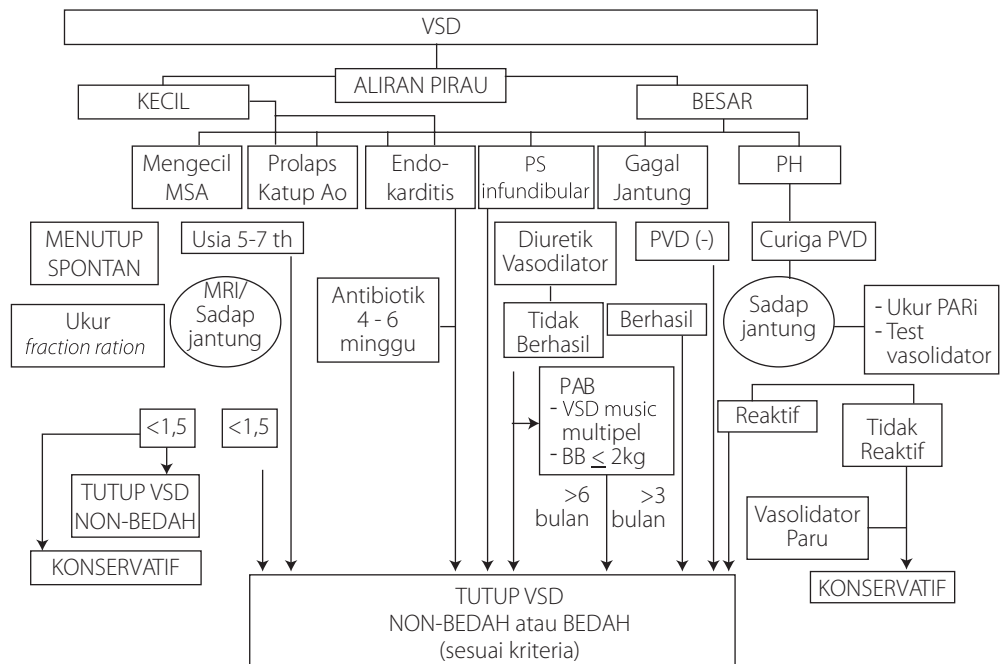 VSD
ALIRAN PIRAU
KECIL
BESAR
Mengecil
MSA
Prolaps
Katup Ao
Endo-
karditis
PS
infundibular
Gagal
Jantung
PH
MENUTUP
SPONTAN
Usia 5-7 th
Diuretik
Vasodilator
PVD (-)
Curiga PVD
Ukur
fraction ration
MRI/
Sadap
jantung
Antibiotik
4 - 6
minggu
Tidak
Berhasil
Berhasil
Sadap
jantung
- Ukur PARi
- Test
vasolidator
PAB
- VSD music
multipel
- BB ≤ 2kg
Reaktif
Tidak
Reaktif
<1,5
<1,5
TUTUP VSD
NON-BEDAH
>6
bulan
>3
bulan
Vasolidator
Paru
KONSERVATIF
KONSERVATIF
TUTUP VSD
NON-BEDAH atau BEDAH
(sesuai kriteria)